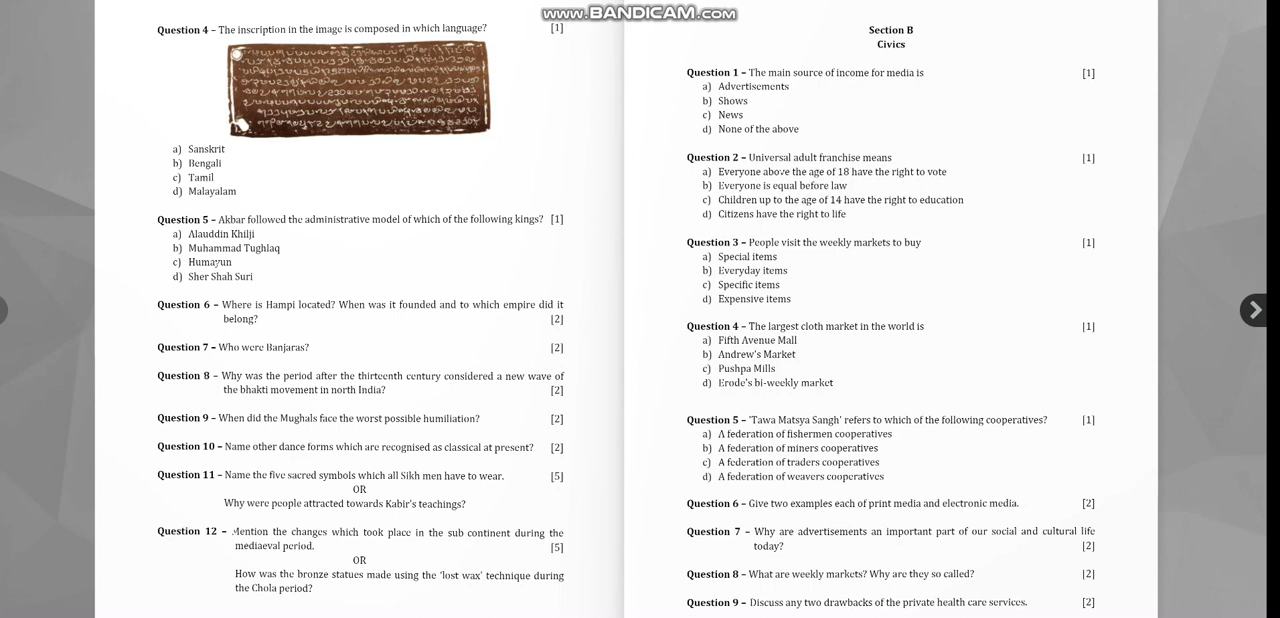 www.BANDICAM.com
Question 4 – The inscription in the image is composed in which language? [1]
a) Sanskrit
b) Bengali
c) Tamil
d) Malayalam
Question 5 – Akbar followed the administrative model of which of the following kings? [1]
a) Alauddin Khilji
b) Muhammad Tughlaq
c) Humayun
d) Sher Shah Suri
Question 6 – Where is Hampi located? When was it founded and to which empire did it
belong? [2]
Question 7 – Who were Banjaras? [2]
Question 8 – Why was the period after the thirteenth century considered a new wave of
the bhakti movement in north India? [2]
Question 9 – When did the Mughals face the worst possible humiliation? [2]
Question 10 – Name other dance forms which are recognised as classical at present? [2]
Question 11 – Name the five sacred symbols which all Sikh men have to wear. [5]
OR
Why were people attracted towards Kabir's teachings?
Question 12 – Mention the changes which took place in the sub continent during the
mediaeval period. [5]
OR
How was the bronze statues made using the 'lost wax' technique during
the Chola period?
Section B
Civics
Question 1 – The main source of income for media is [1]
a) Advertisements
b) Shows
c) News
d) None of the above
Question 2 – Universal adult franchise means [1]
a) Everyone above the age of 18 have the right to vote
b) Everyone is equal before law
c) Children up to the age of 14 have the right to education
d) Citizens have the right to life
Question 3 – People visit the weekly markets to buy [1]
a) Special items
b) Everyday items
c) Specific items
d) Expensive items
Question 4 – The largest cloth market in the world is [1]
a) Fifth Avenue Mall
b) Andrew's Market
c) Pushpa Mills
d) Erode's bi-weekly market
Question 5 – 'Tawa Matsya Sangh' refers to which of the following cooperatives? [1]
a) A federation of fishermen cooperatives
b) A federation of miners cooperatives
c) A federation of traders cooperatives
d) A federation of weavers cooperatives
Question 6 – Give two examples each of print media and electronic media. [2]
Question 7 – Why are advertisements an important part of our social and cultural life
today? [2]
Question 8 – What are weekly markets? Why are they so called? [2]
Question 9 – Discuss any two drawbacks of the private health care services. [2]